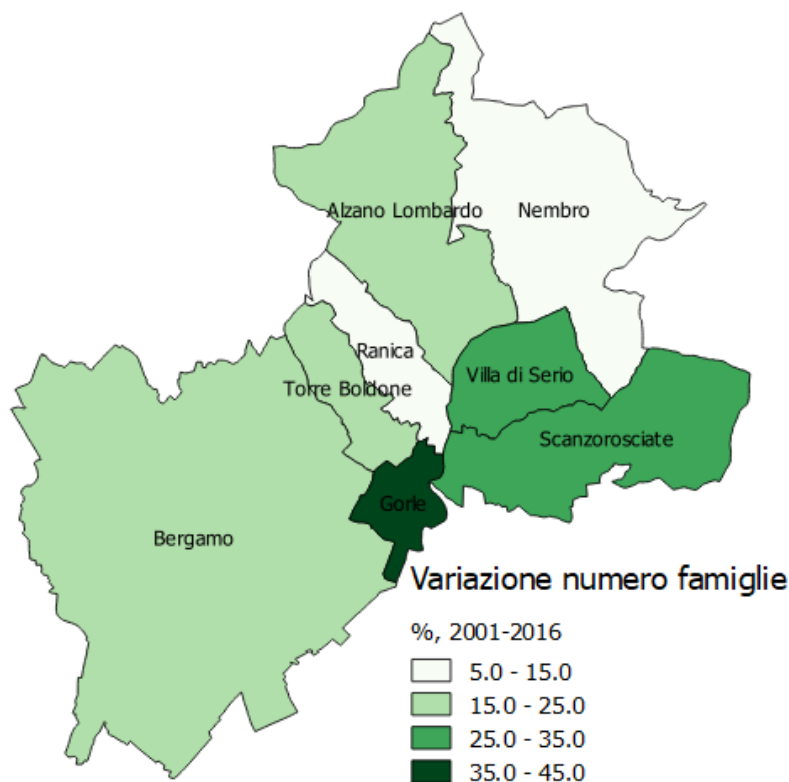 Alzano Lombardo
Nembro
Ranica
Torre Boldone
Villa di Serio
Scanzorosciate
Gorle
Bergamo
Variazione numero famiglie
%, 2001-2016
5.0 - 15.0
15.0 - 25.0
25.0 - 35.0
35.0 - 45.0